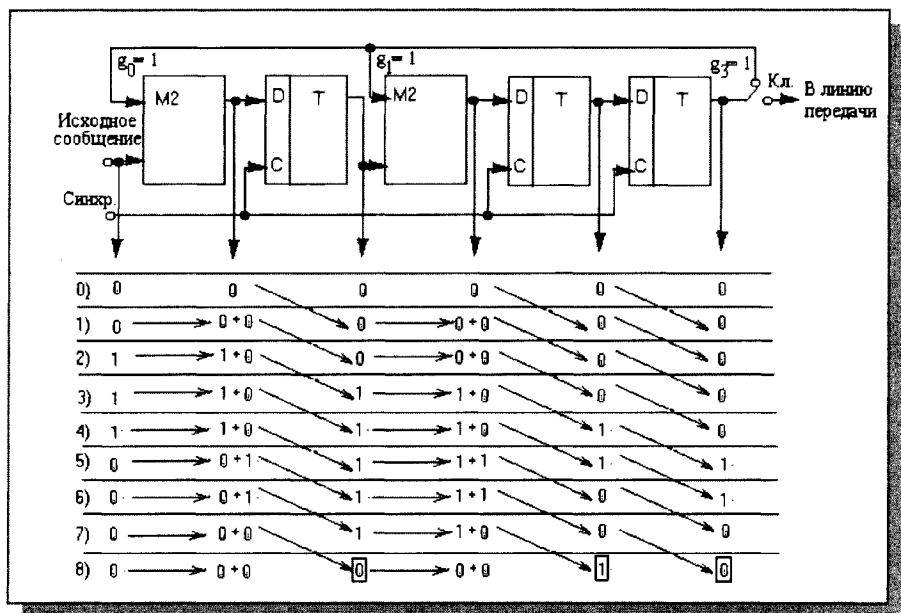 g0= 1
g1= 1
g3= 1
M2
D
T
C
M2
D
T
C
D
T
C
Кл.
В линию
передачи
Исходное
сообщение
Синхр.
0) 0 0 0 0 0 0
1) 0 0 + 0 0 0 + 0 0 0
2) 1 1 + 0 0 0 + 0 0 0
3) 1 1 + 0 1 1 + 0 0 0
4) 1 1 + 0 1 1 + 0 1 0
5) 0 0 + 1 1 1 + 1 1 1
6) 0 0 + 1 1 1 + 1 0 1
7) 0 0 + 0 1 1 + 0 0 0
8) 0 0 + 0 0 0 + 0 1 0